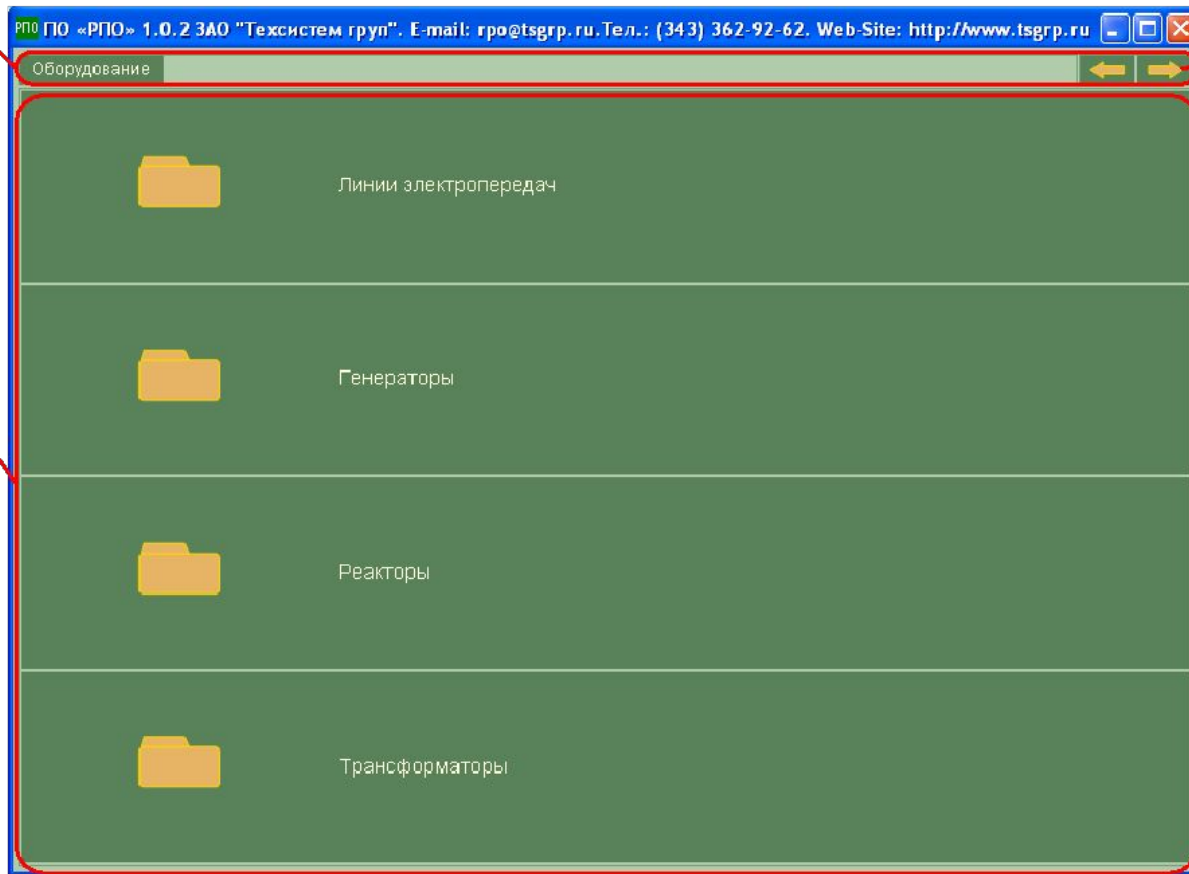 РПО ПО «РПО» 1.0.2 ЗАО "Техсистем груп". E-mail: rpo@tsgrp.ru.Тел.: (343) 362-92-62. Web-Site: http://www.tsgrp.ru
Оборудование
Линии электропередач
Генераторы
Реакторы
Трансформаторы